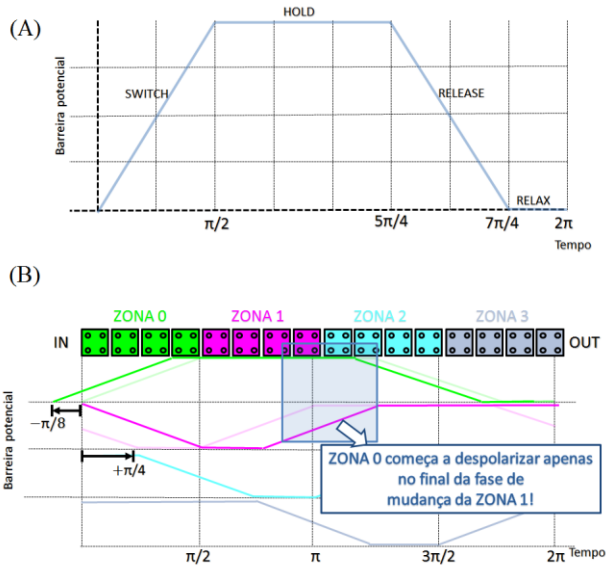 (A)
HOLD
Barreira potencial
SWITCH
RELEASE
RELAX
π/2
5π/4
7π/4
2π
Tempo
(B)
ZONA 0
ZONA 1
ZONA 2
ZONA 3
IN
OUT
Barreira potencial
−π/8
+π/4
ZONA 0 começa a despolarizar apenas
no final da fase de
mudança da ZONA 1!
π/2
π
3π/2
2π
Tempo